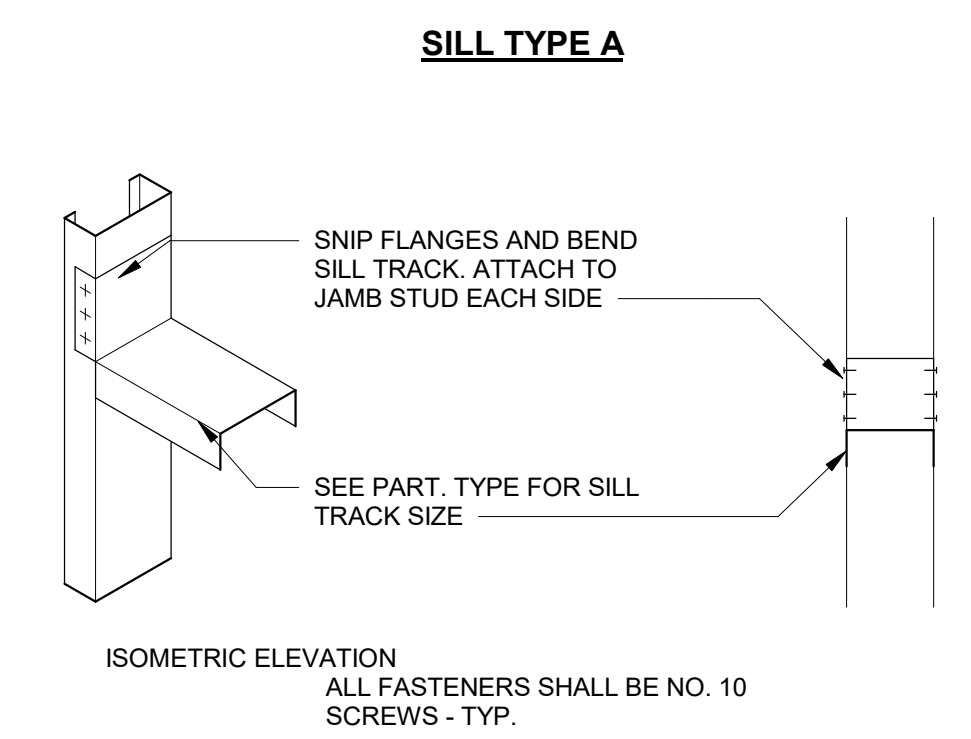 SILL TYPE A
SNIP FLANGES AND BEND
SILL TRACK. ATTACH TO
JAMB STUD EACH SIDE
SEE PART. TYPE FOR SILL
TRACK SIZE
ISOMETRIC ELEVATION
ALL FASTENERS SHALL BE NO. 10
SCREWS - TYP.